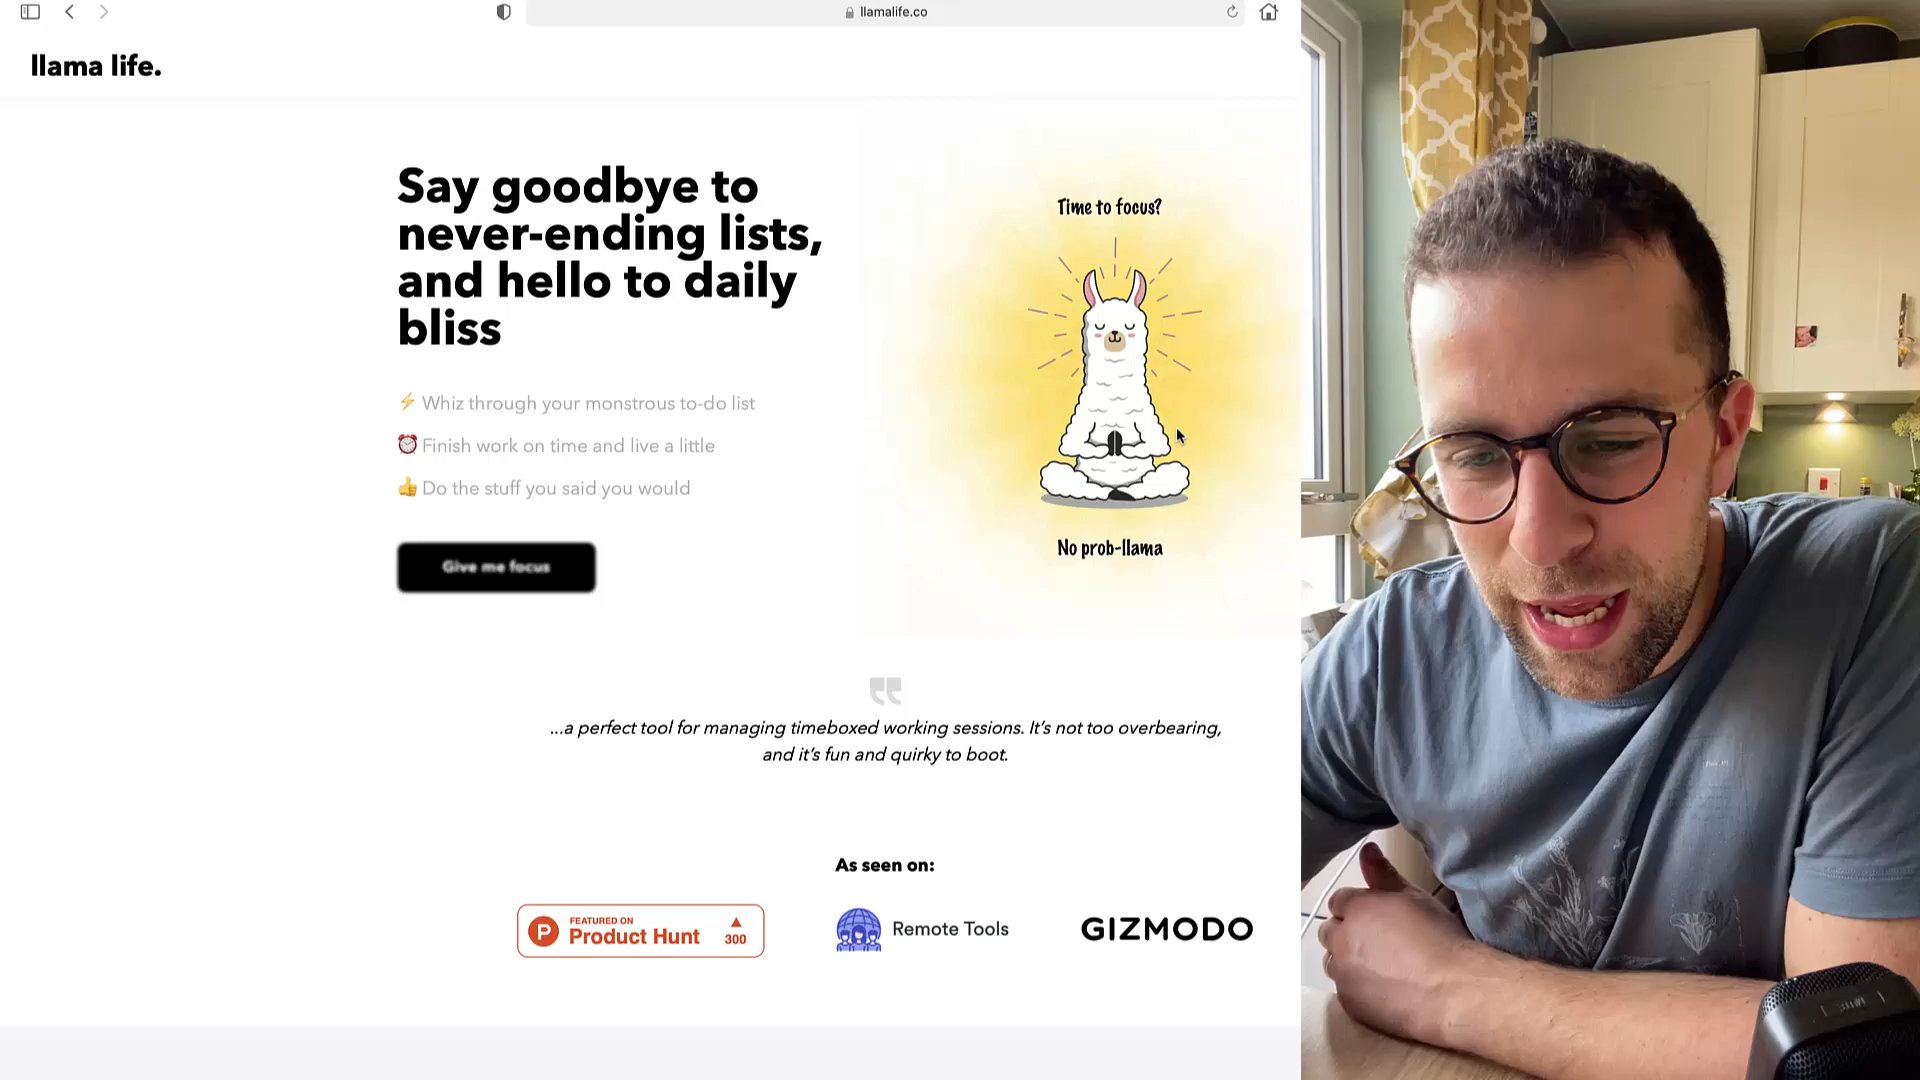 llamalife.co
llama life.
Say goodbye to
never-ending lists,
and hello to daily
bliss
⚡ Whiz through your monstrous to-do list
⏰ Finish work on time and live a little
👍 Do the stuff you said you would
Give me focus
Time to focus?
No prob-llama
...a perfect tool for managing timeboxed working sessions. It's not too overbearing,
and it's fun and quirky to boot.
As seen on:
FEATURED ON
Product Hunt
300
Remote Tools
GIZMODO